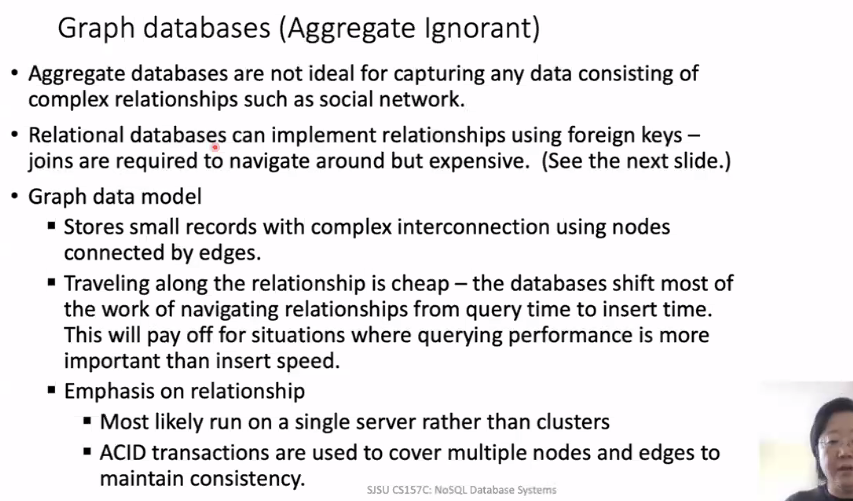 Graph databases (Aggregate Ignorant)
• Aggregate databases are not ideal for capturing any data consisting of
complex relationships such as social network.
• Relational databases can implement relationships using foreign keys –
joins are required to navigate around but expensive. (See the next slide.)
• Graph data model
▪ Stores small records with complex interconnection using nodes
connected by edges.
▪ Traveling along the relationship is cheap – the databases shift most of
the work of navigating relationships from query time to insert time.
This will pay off for situations where querying performance is more
important than insert speed.
▪ Emphasis on relationship
▪ Most likely run on a single server rather than clusters
▪ ACID transactions are used to cover multiple nodes and edges to
maintain consistency.
SJSU CS157C: NoSQL Database Systems